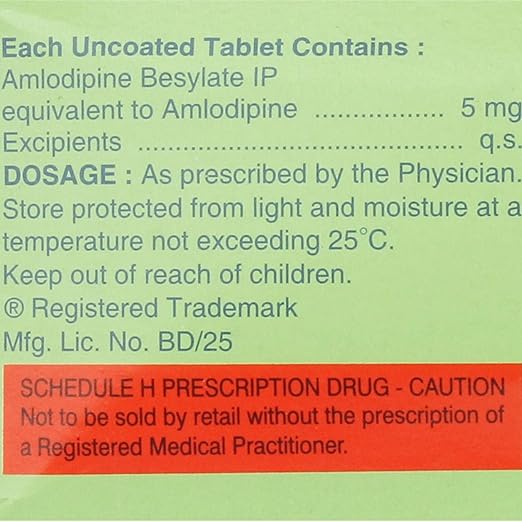 Each Uncoated Tablet Contains :
Amlodipine Besylate IP
equivalent to Amlodipine ................. 5 mg
Excipients .......................................... q.s.
DOSAGE : As prescribed by the Physician.
Store protected from light and moisture at a
temperature not exceeding 25°C.
Keep out of reach of children.
® Registered Trademark
Mfg. Lic. No. BD/25
SCHEDULE H PRESCRIPTION DRUG - CAUTION
Not to be sold by retail without the prescription of
a Registered Medical Practitioner.